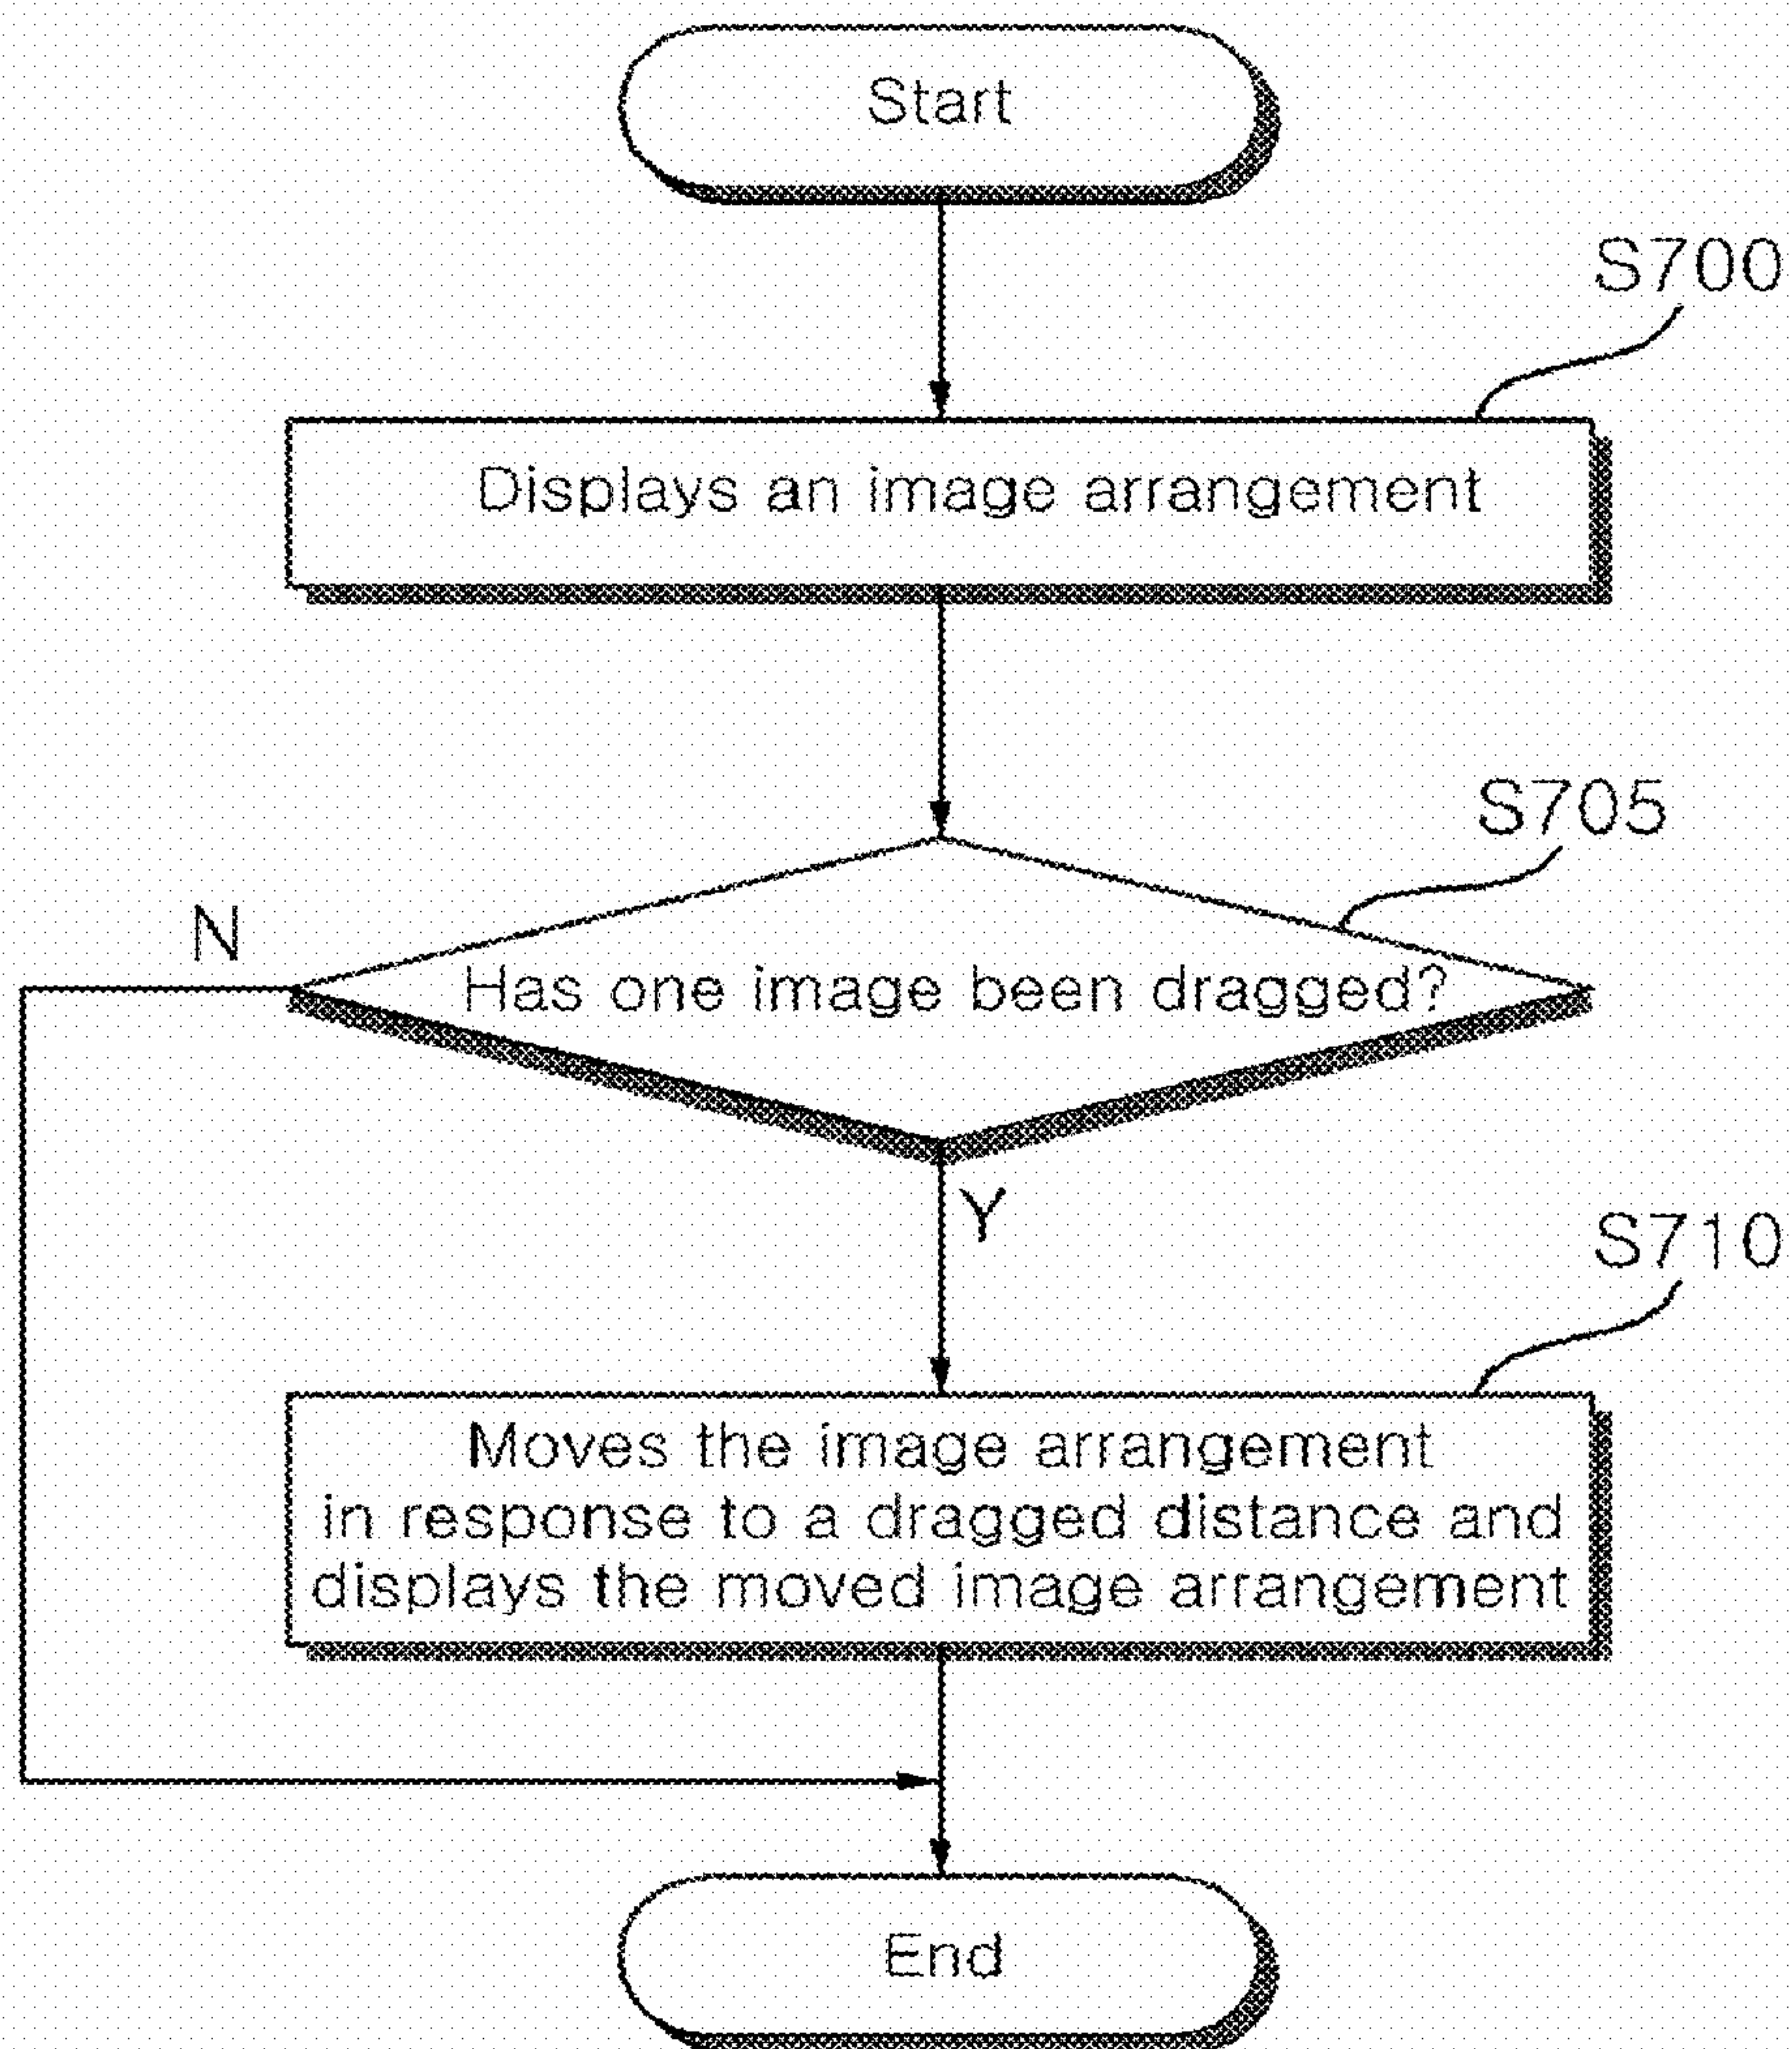 Start
S700
Displays an image arrangement
S705
N
Has one image been dragged?
Y
S710
Moves the image arrangement
in response to a dragged distance and
displays the moved image arrangement
End